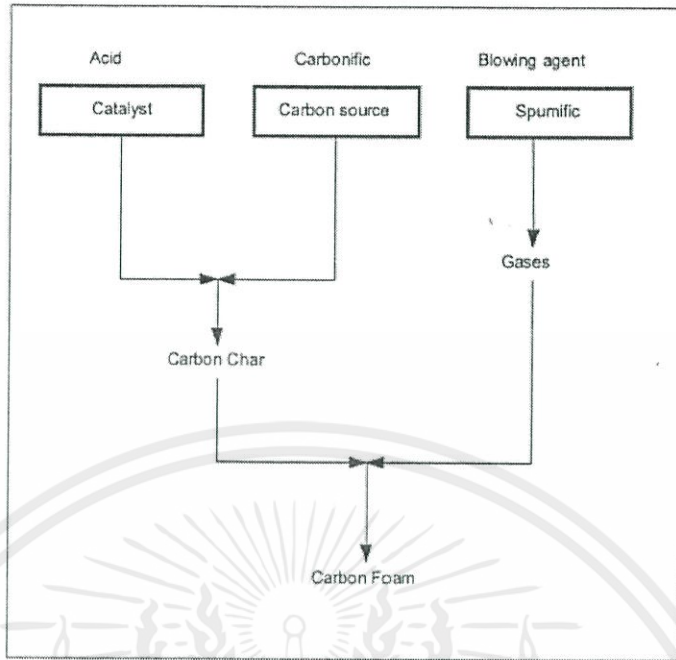 Acid Carbonific Blowing agent
Catalyst Carbon source Spumific
Gases
Carbon Char
Carbon Foam